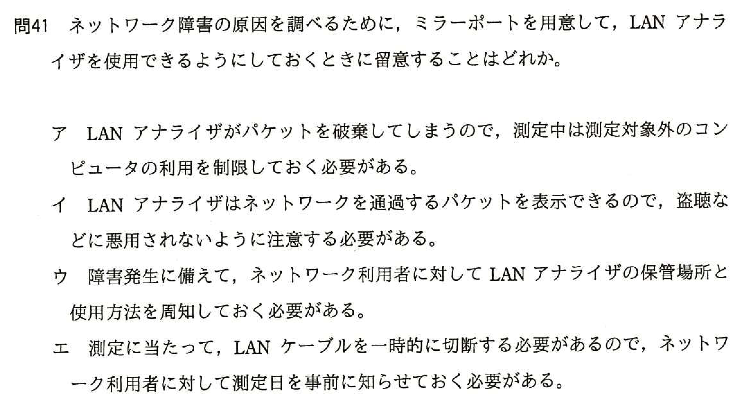 問41 ネットワーク障害の原因を調べるために，ミラーポートを用意して，LAN アナラ
イザを使用できるようにしておくときに留意することはどれか。
ア LAN アナライザがパケットを破棄してしまうので，測定中は測定対象外のコン
ピュータの利用を制限しておく必要がある。
イ LAN アナライザはネットワークを通過するパケットを表示できるので，盗聴な
どに悪用されないように注意する必要がある。
ウ 障害発生に備えて，ネットワーク利用者に対して LAN アナライザの保管場所と
使用方法を周知しておく必要がある。
エ 測定に当たって，LAN ケーブルを一時的に切断する必要があるので，ネットワ
ーク利用者に対して測定日を事前に知らせておく必要がある。